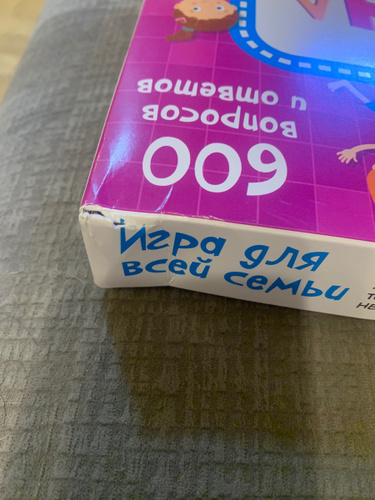 600
вопросов
и ответов
Игра для
всей семьи